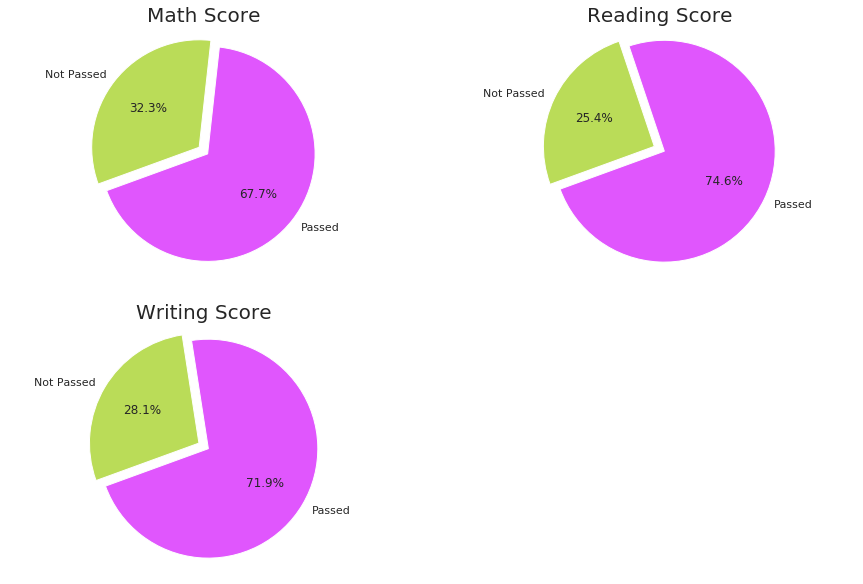 Math Score
Not Passed
32.3%
67.7%
Passed
Reading Score
Not Passed
25.4%
74.6%
Passed
Writing Score
Not Passed
28.1%
71.9%
Passed